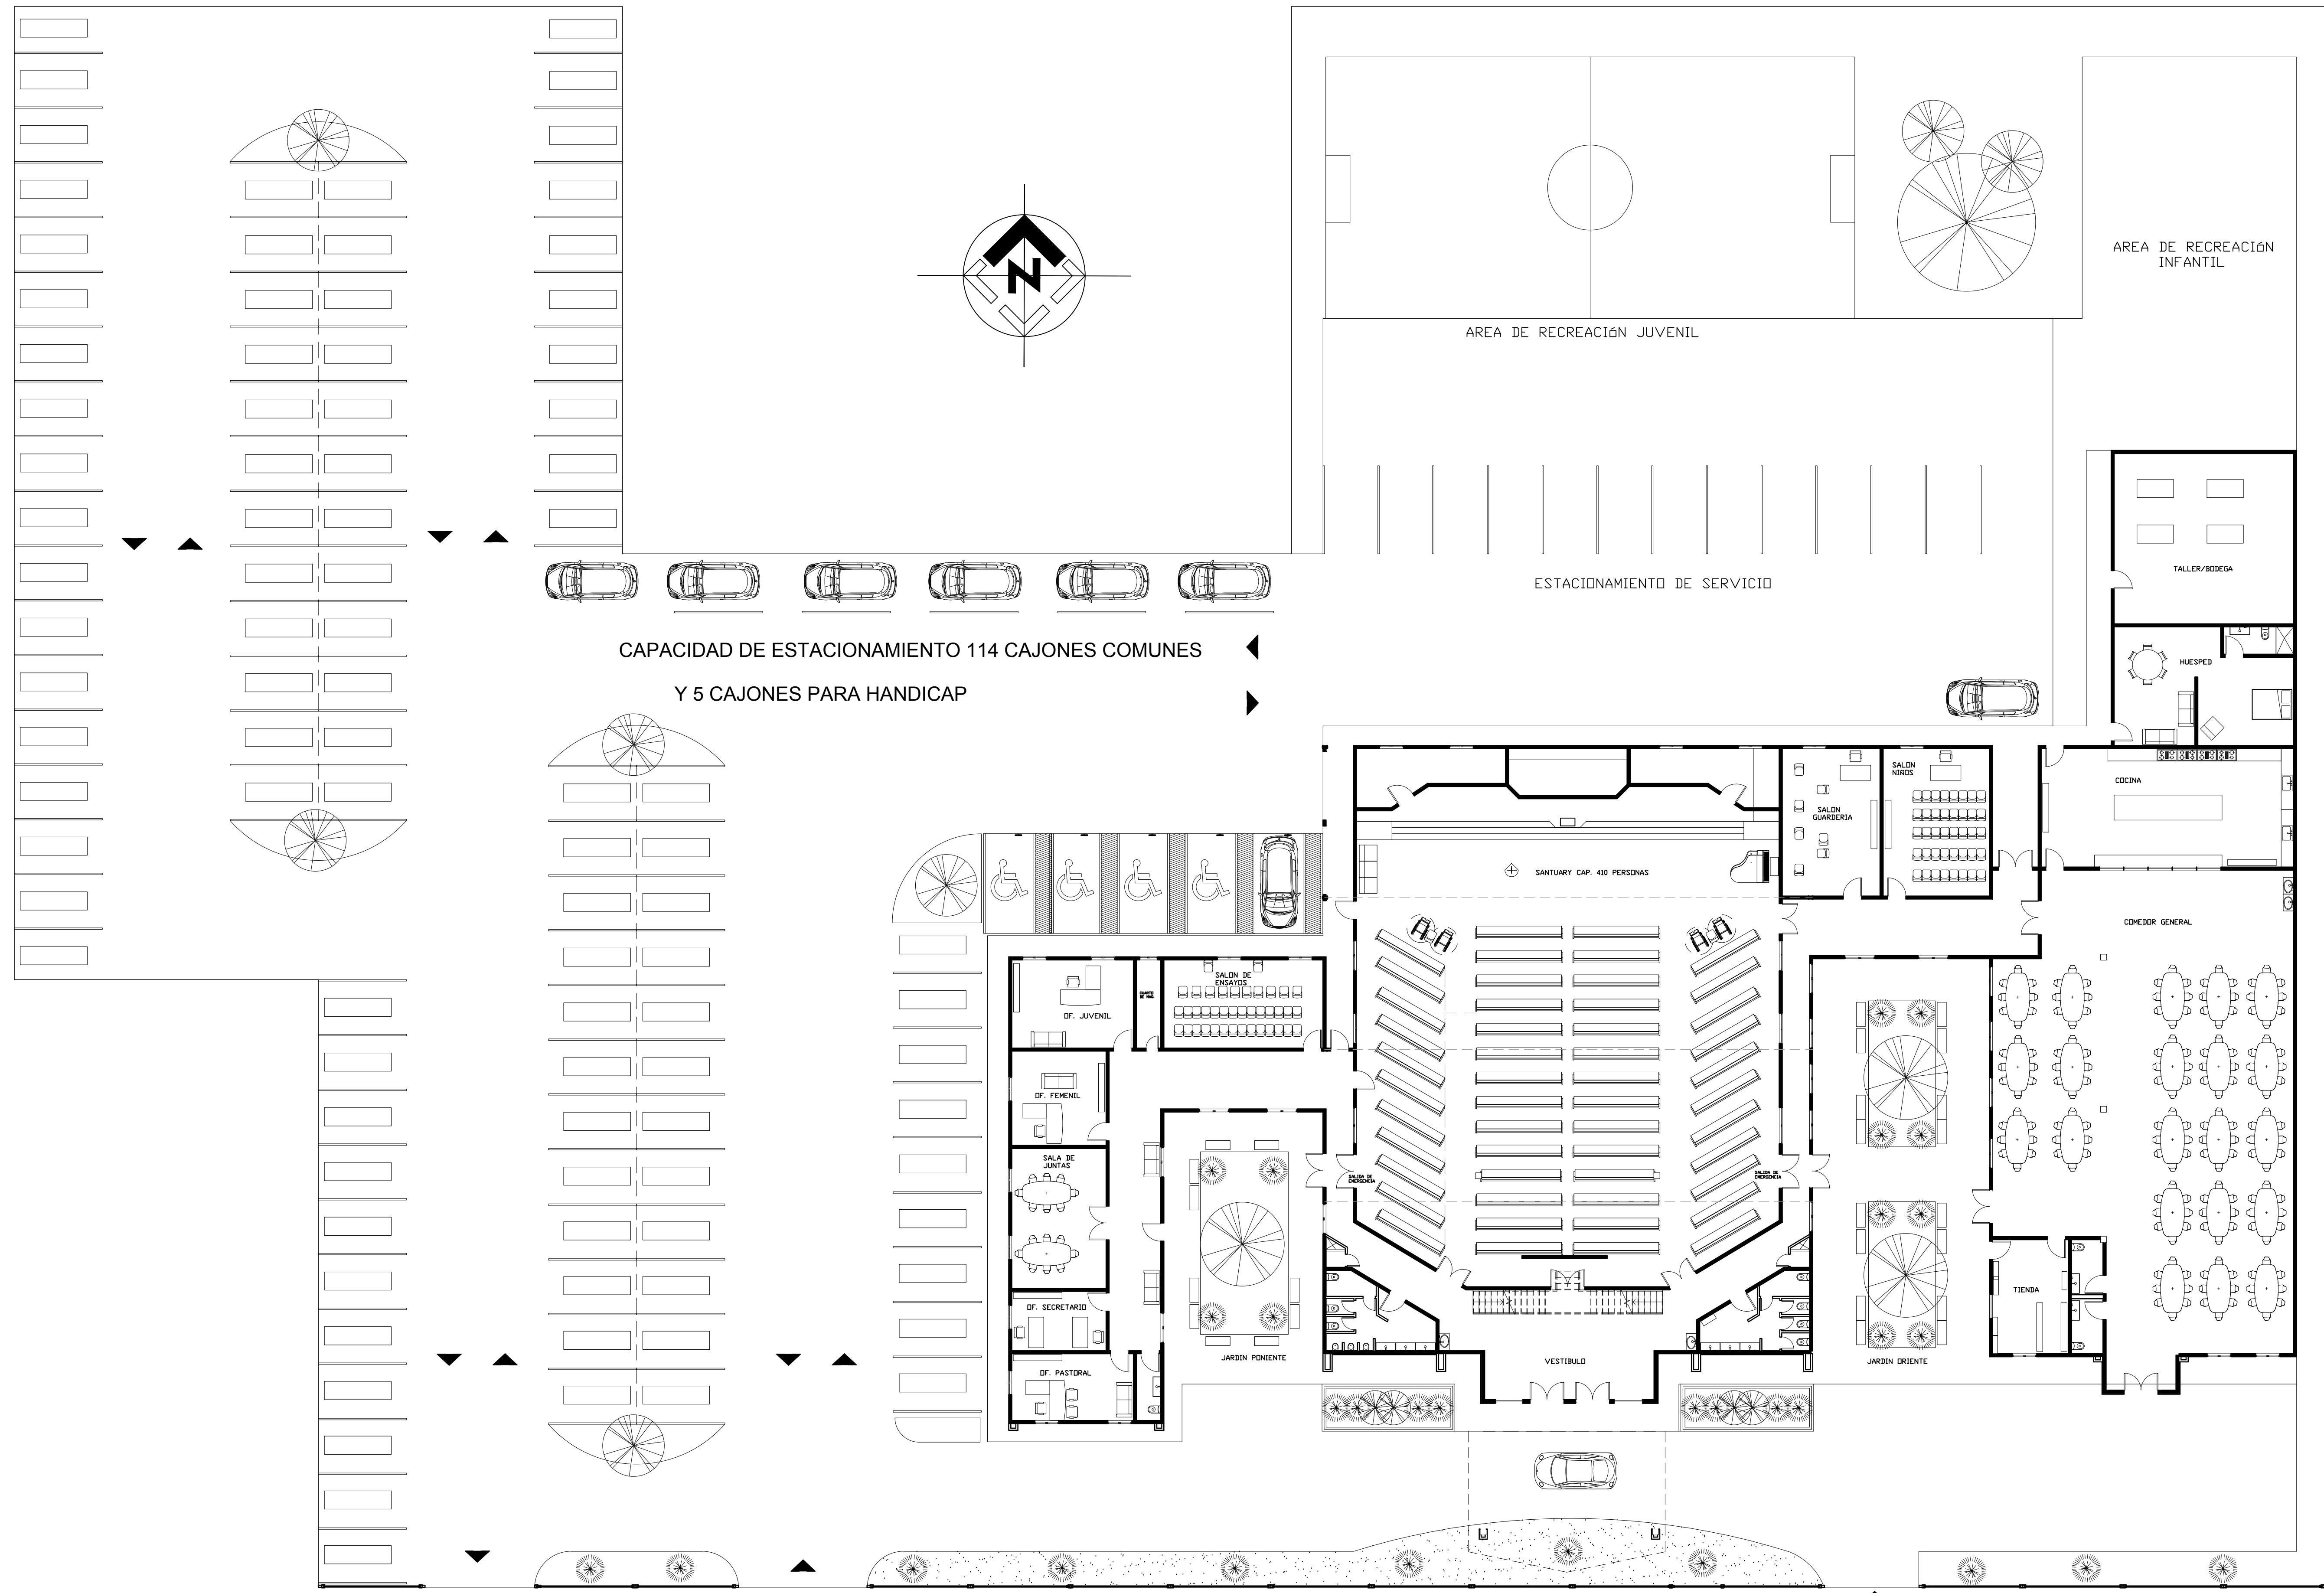 N
AREA DE RECREACIóN
INFANTIL
AREA DE RECREACIóN JUVENIL
ESTACIONAMIENTO DE SERVICIO
TALLER/BODEGA
CAPACIDAD DE ESTACIONAMIENTO 114 CAJONES COMUNES
Y 5 CAJONES PARA HANDICAP
HUESPED
SALON
NIñOS
COCINA
SALON
GUARDERIA
SANTUARY CAP. 410 PERSONAS
COMEDOR GENERAL
SALON DE
ENSAYOS
CUARTO
DE MAQ.
OF. JUVENIL
OF. FEMENIL
SALA DE
JUNTAS
SALIDA DE
EMERGENCIA
SALIDA DE
EMERGENCIA
TIENDA
OF. SECRETARIO
JARDIN PONIENTE
VESTIBULO
JARDIN ORIENTE
OF. PASTORAL